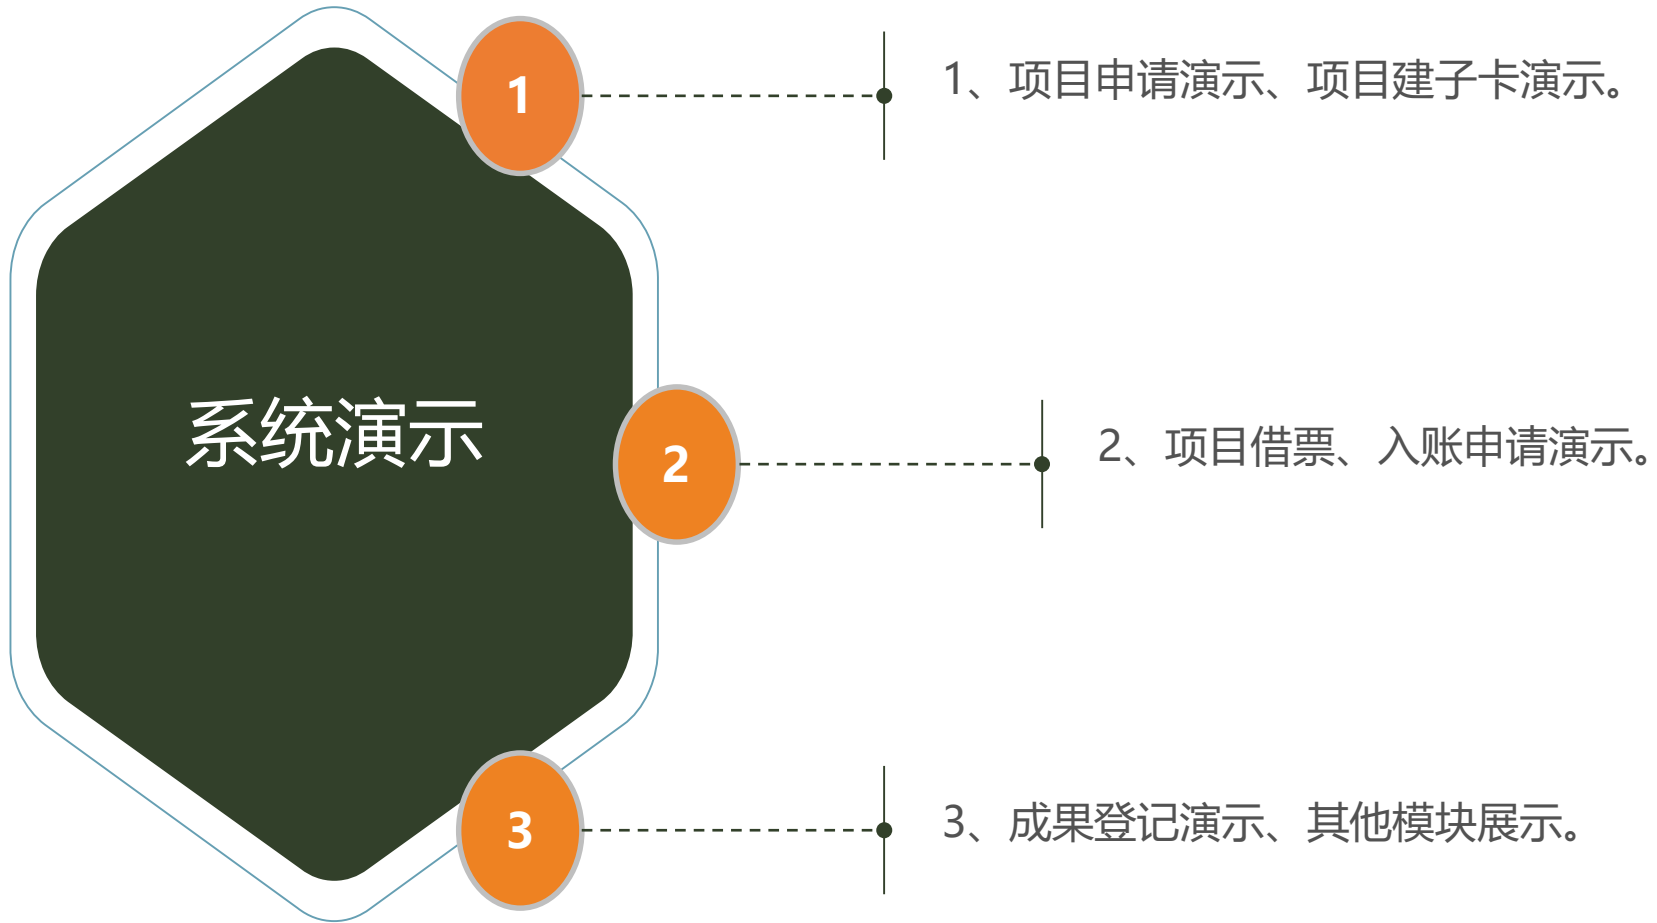 1
1、项目申请演示、项目建子卡演示。
系统演示
2
2、项目借票、入账申请演示。
3
3、成果登记演示、其他模块展示。